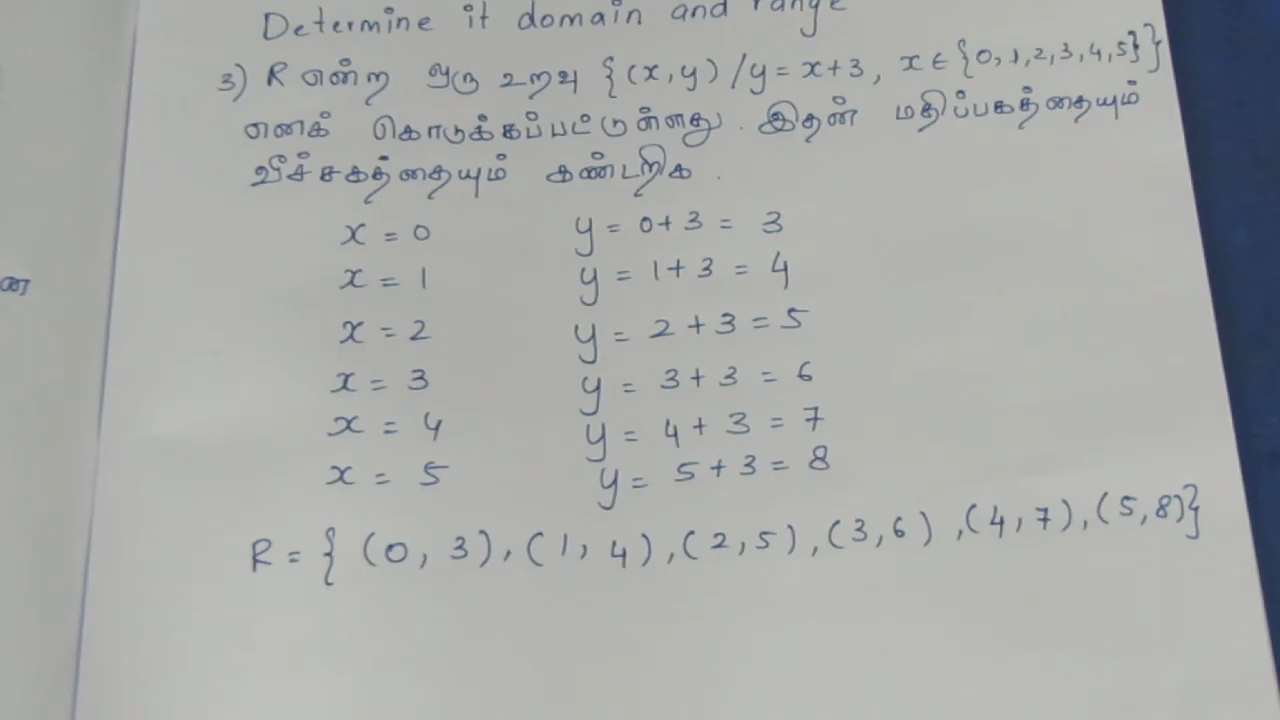 Determine it domain and range
3) R என்ற ஒரு உறவு {(x,y) / y = x+3, x ∈ {0,1,2,3,4,5}}
எனக் கொடுக்கப்பட்டுள்ளது. இதன் மதிப்பகத்தையும்
வீச்சகத்தையும் கண்டறிக.
x = 0 y = 0+3 = 3
x = 1 y = 1+3 = 4
x = 2 y = 2+3 = 5
x = 3 y = 3+3 = 6
x = 4 y = 4+3 = 7
x = 5 y = 5+3 = 8
R = { (0, 3), (1, 4), (2, 5), (3, 6), (4, 7), (5, 8)}